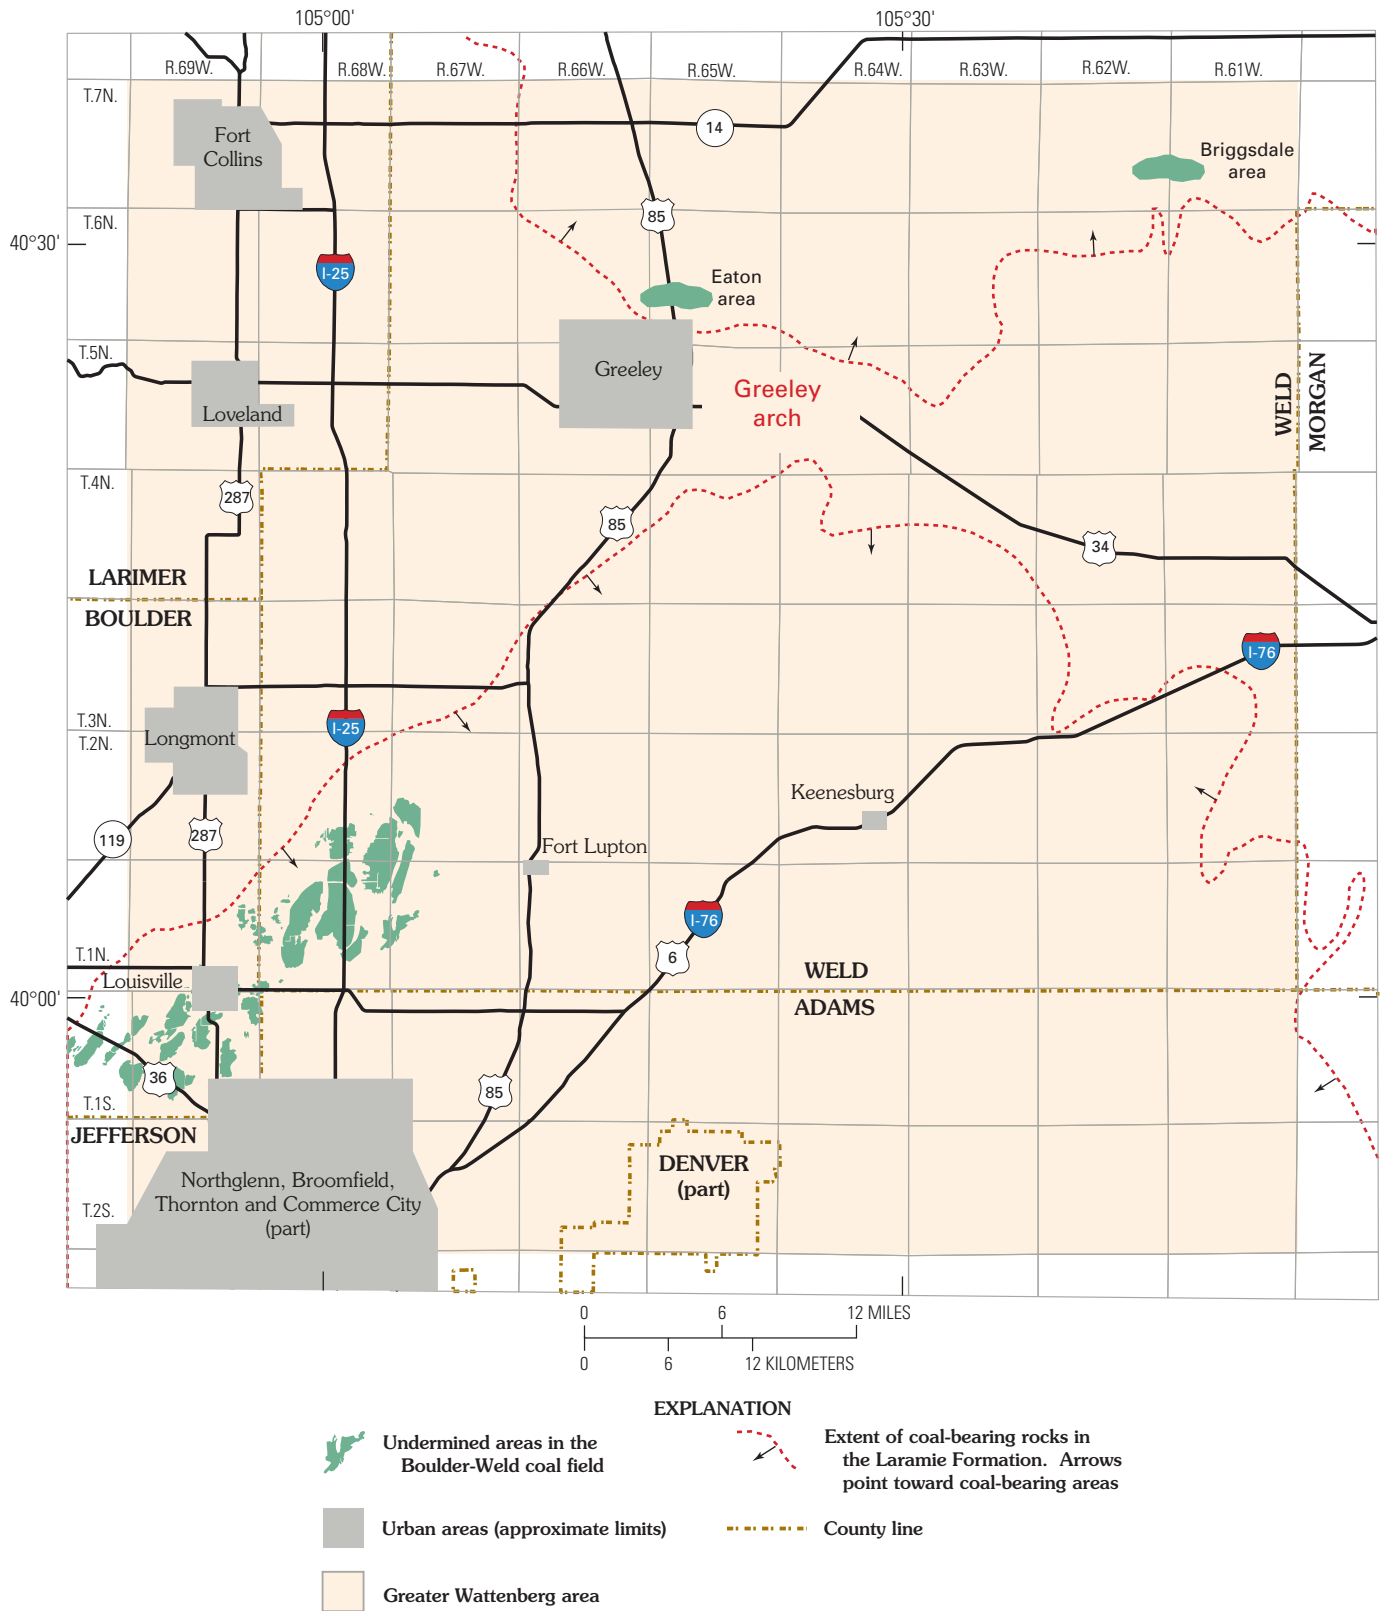 105°00'
105°30'
R.69W.
R.68W.
R.67W.
R.66W.
R.65W.
R.64W.
R.63W.
R.62W.
R.61W.
T.7N.
Fort
Collins
14
Briggsdale
area
T.6N.
85
40°30'
I-25
Eaton
area
T.5N.
Greeley
Loveland
Greeley
arch
WELD
MORGAN
T.4N.
287
85
34
LARIMER
BOULDER
I-76
T.3N.
T.2N.
Longmont
I-25
Keenesburg
119
287
Fort Lupton
I-76
6
T.1N.
Louisville
WELD
40°00'
ADAMS
36
85
T.1S.
JEFFERSON
DENVER
(part)
Northglenn, Broomfield,
Thornton and Commerce City
(part)
T.2S.
0
6
12 MILES
0
6
12 KILOMETERS
EXPLANATION
Undermined areas in the
Boulder-Weld coal field
Extent of coal-bearing rocks in
the Laramie Formation. Arrows
point toward coal-bearing areas
Urban areas (approximate limits)
County line
Greater Wattenberg area